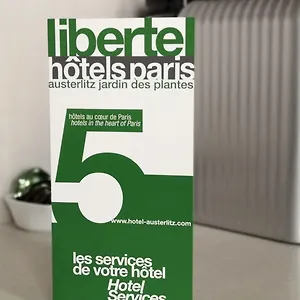 libertel
hôtels paris
austerlitz jardin des plantes
hôtels au cœur de Paris
hotels in the heart of Paris
5
www.hotel-austerlitz.com
les services
de votre hôtel
Hotel
Services